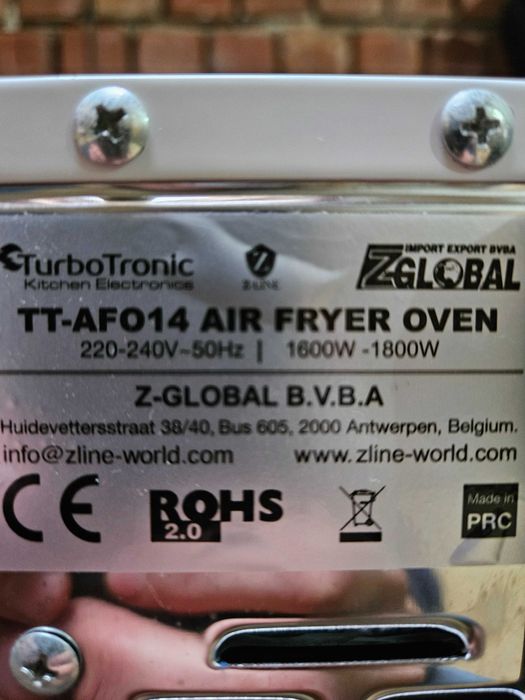 TurboTronic
Kitchen Electronics
Z-LINE
IMPORT EXPORT BVBA
Z-GLOBAL
TT-AFO14 AIR FRYER OVEN
220-240V~50Hz | 1600W -1800W
Z-GLOBAL B.V.B.A
Huidevettersstraat 38/40, Bus 605, 2000 Antwerpen, Belgium.
info@zline-world.com www.zline-world.com
CE
ROHS
2.0
Made in
PRC